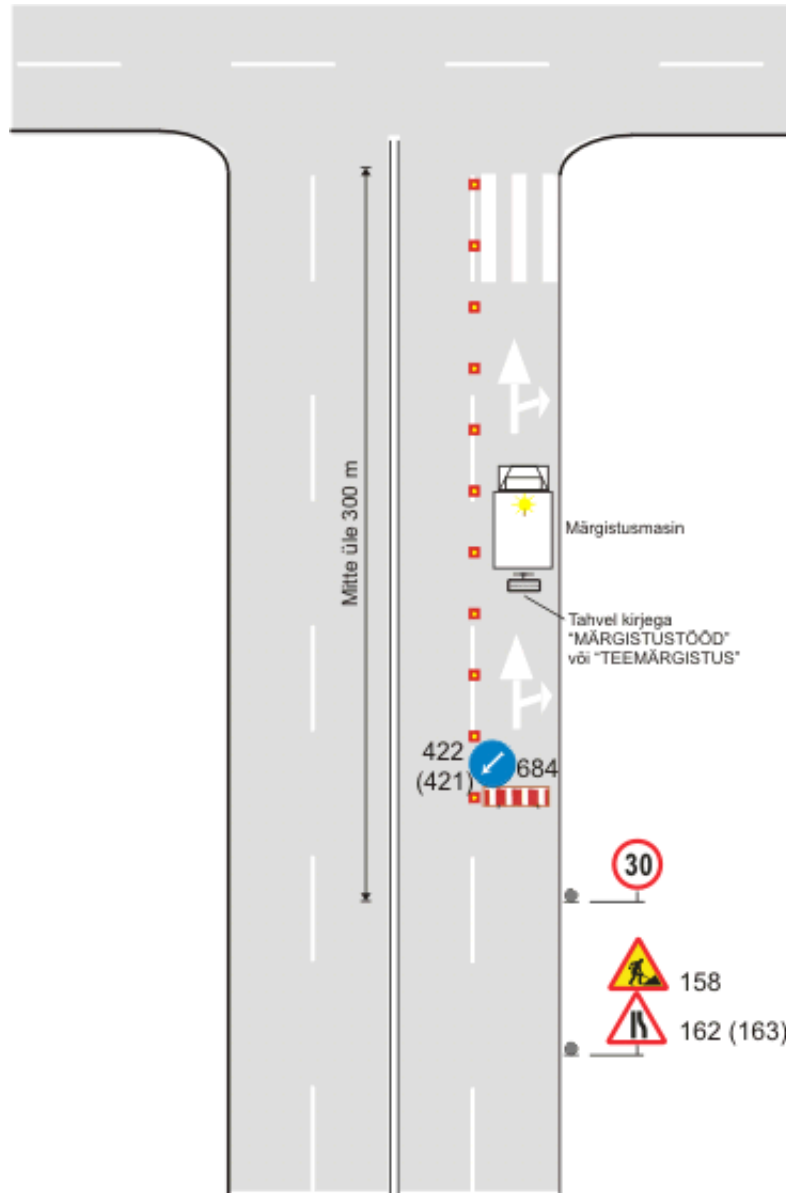 Mitte üle 300 m
Märgistusmasin
Tahvel kirjega
"MÄRGISTUSTÖÖD"
või "TEEMÄRGISTUS"
422
(421)
684
30
158
162 (163)